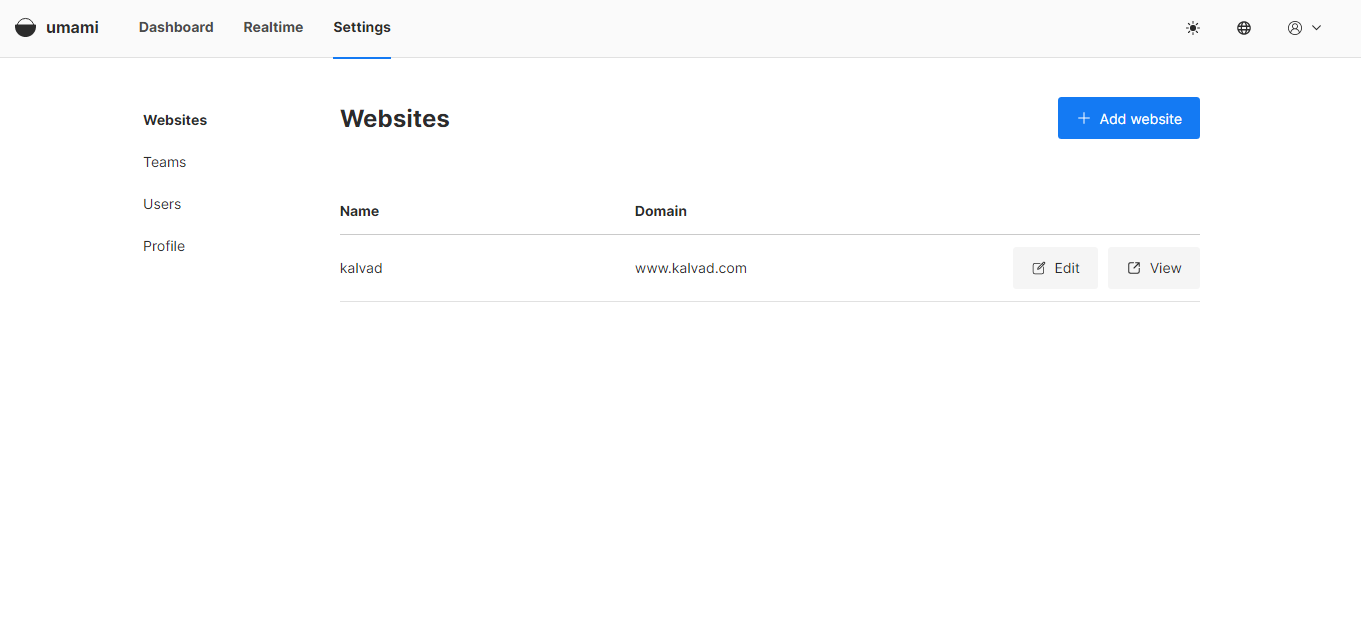 umami Dashboard Realtime Settings
Websites
Teams
Users
Profile
Websites
Add website
Name Domain
kalvad www.kalvad.com Edit View